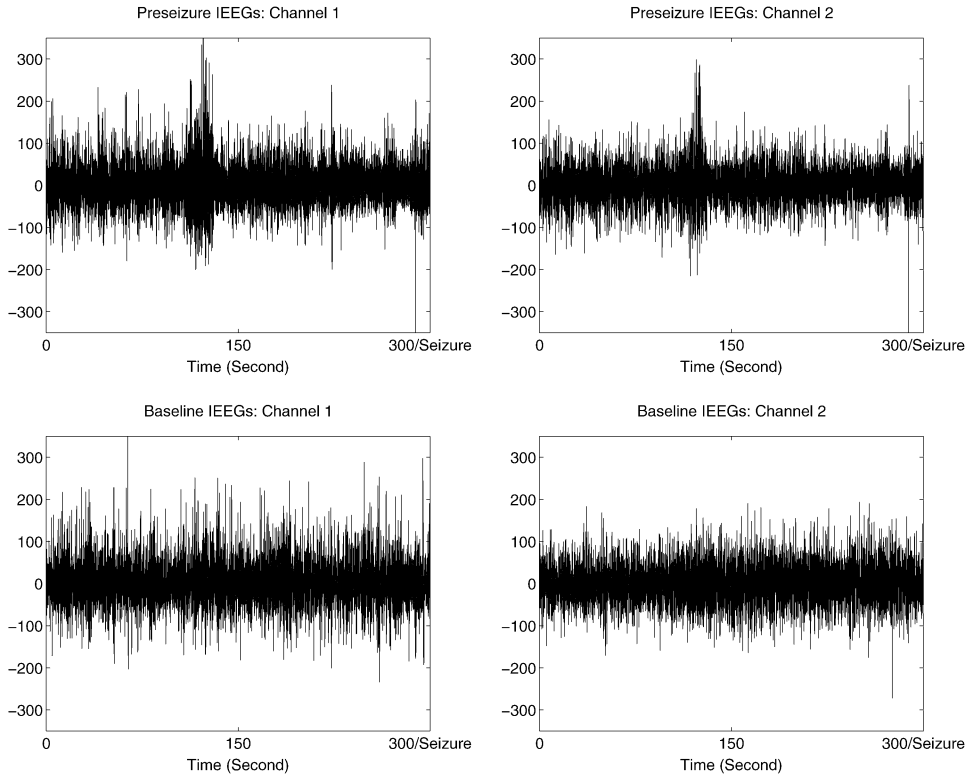 Preseizure IEEGs: Channel 1
300
200
100
0
−100
−200
−300
0 150 300/Seizure
Time (Second)
Preseizure IEEGs: Channel 2
300
200
100
0
−100
−200
−300
0 150 300/Seizure
Time (Second)
Baseline IEEGs: Channel 1
300
200
100
0
−100
−200
−300
0 150 300/Seizure
Time (Second)
Baseline IEEGs: Channel 2
300
200
100
0
−100
−200
−300
0 150 300/Seizure
Time (Second)